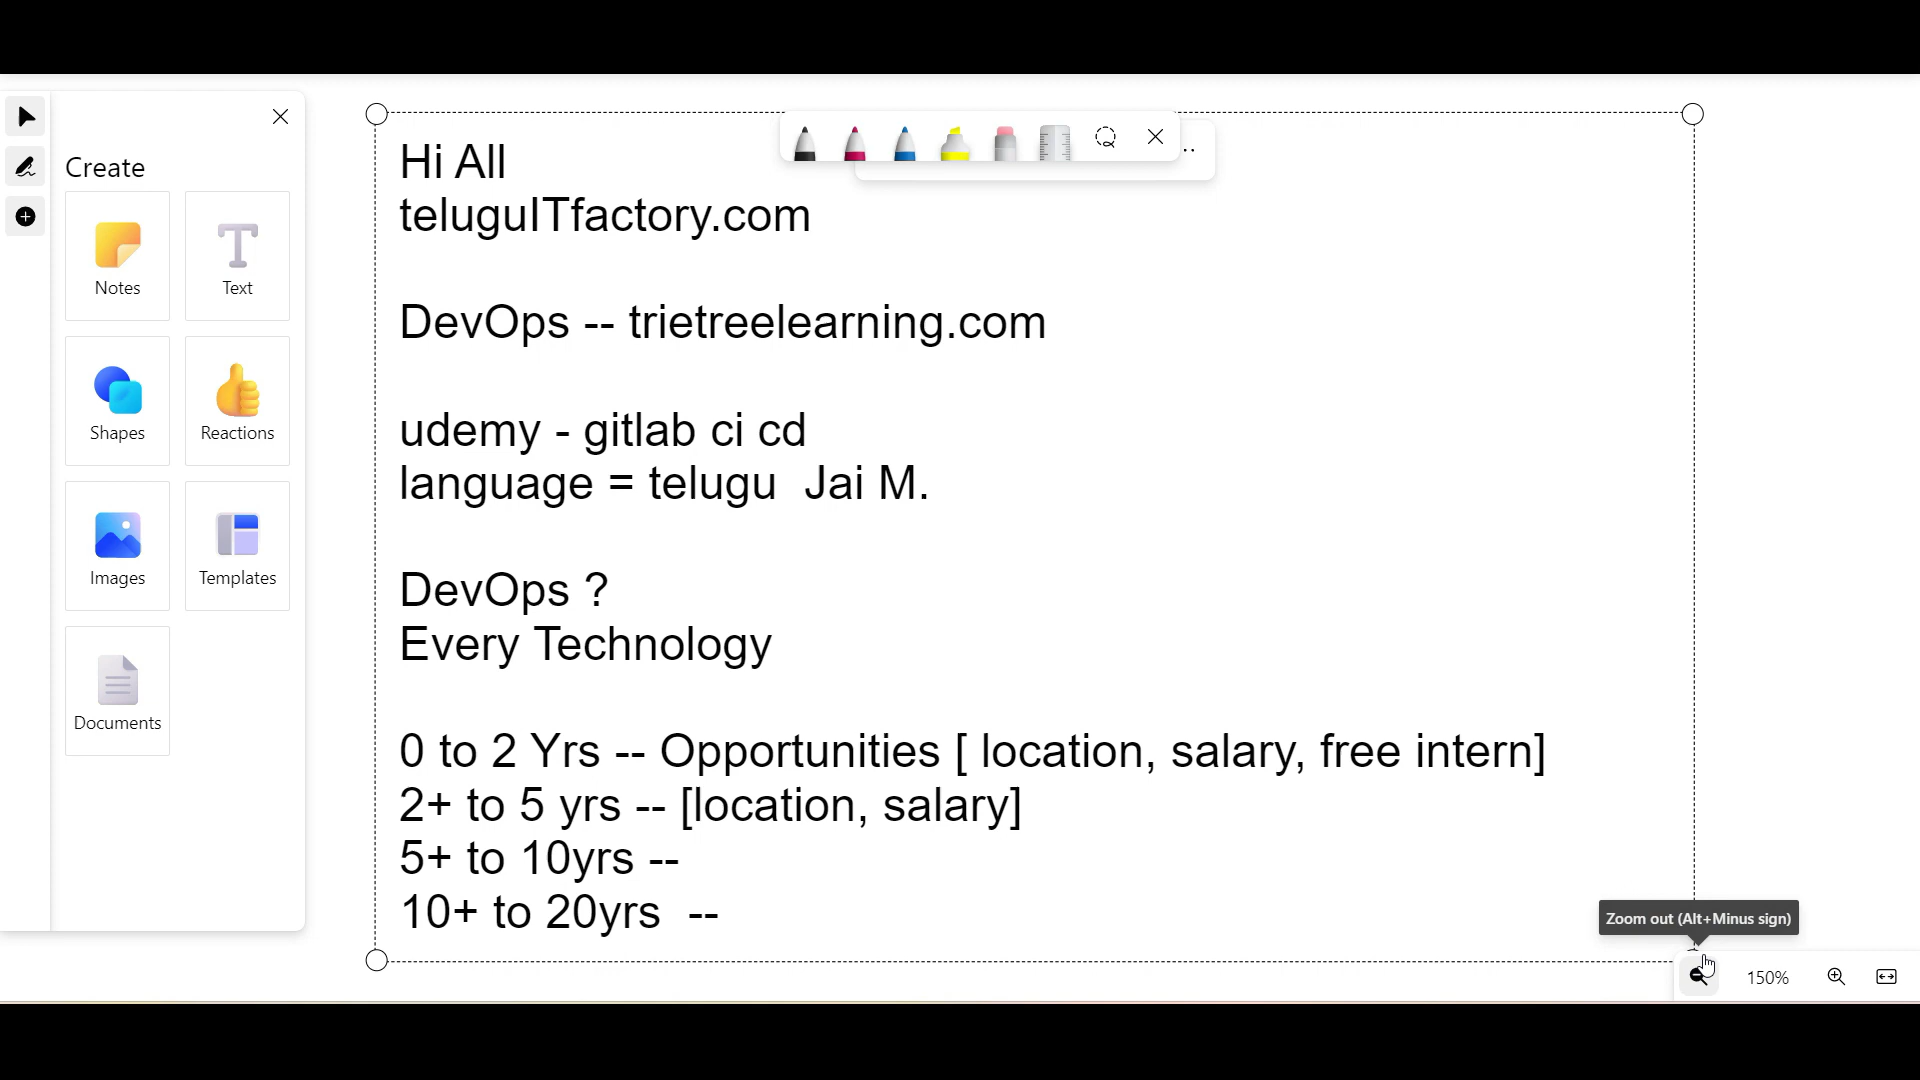 Create
Notes
Text
Shapes
Reactions
Images
Templates
Documents
Hi All
teluguITfactory.com
DevOps -- trietreelearning.com
udemy - gitlab ci cd
language = telugu  Jai M.
DevOps ?
Every Technology
0 to 2 Yrs -- Opportunities [ location, salary, free intern]
2+ to 5 yrs -- [location, salary]
5+ to 10yrs --
10+ to 20yrs  --
Zoom out (Alt+Minus sign)
150%